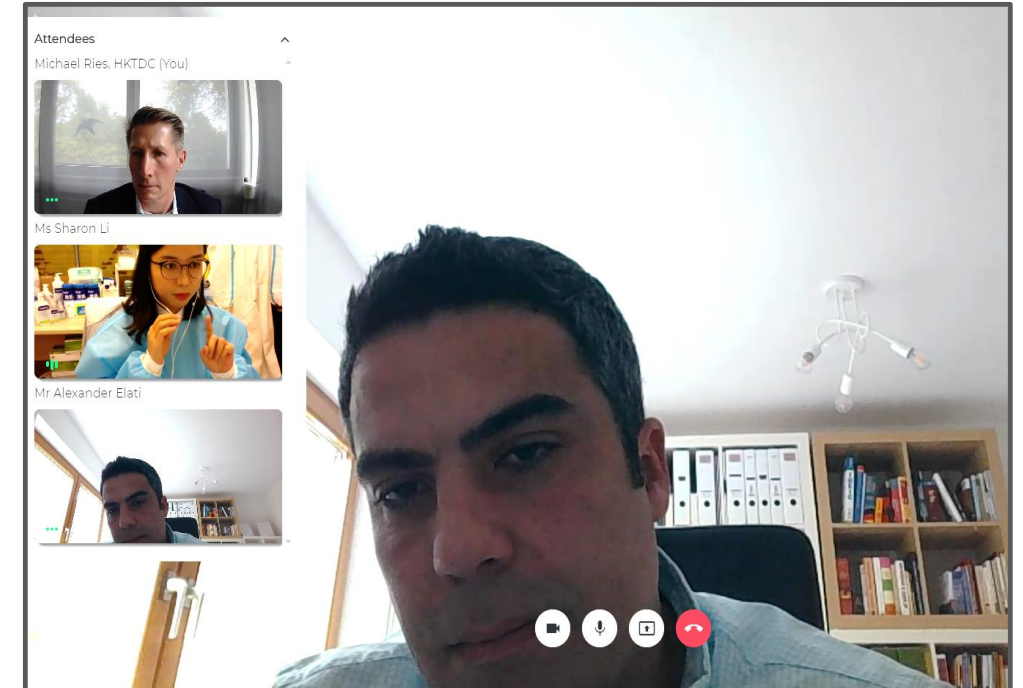 Attendees
Michael Ries, HKTDC (You)
Ms Sharon Li
Mr Alexander Elati